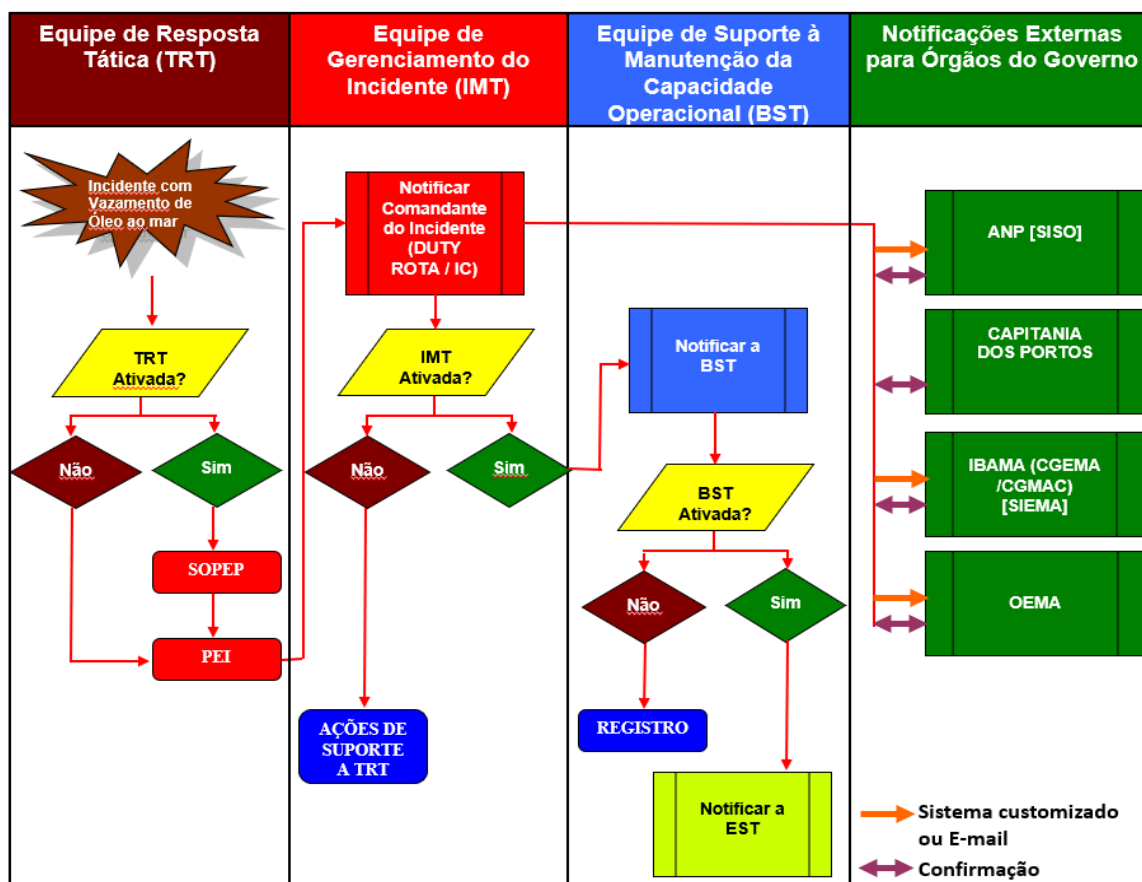 Equipe de Resposta
Tática (TRT)
Equipe de
Gerenciamento do
Incidente (IMT)
Equipe de Suporte à
Manutenção da
Capacidade
Operacional (BST)
Notificações Externas
para Órgãos do Governo
Incidente com
Vazamento de
Óleo ao mar
TRT
Ativada?
Não
Sim
SOPEP
PEI
Notificar
Comandante
do Incidente
(DUTY
ROTA / IC)
IMT
Ativada?
Não
Sim
AÇÕES DE
SUPORTE
A TRT
Notificar a
BST
BST
Ativada?
Não
Sim
REGISTRO
Notificar a
EST
ANP [SISO]
CAPITANIA
DOS PORTOS
IBAMA (CGEMA
/CGMAC)
[SIEMA]
OEMA
Sistema customizado
ou E-mail
Confirmação